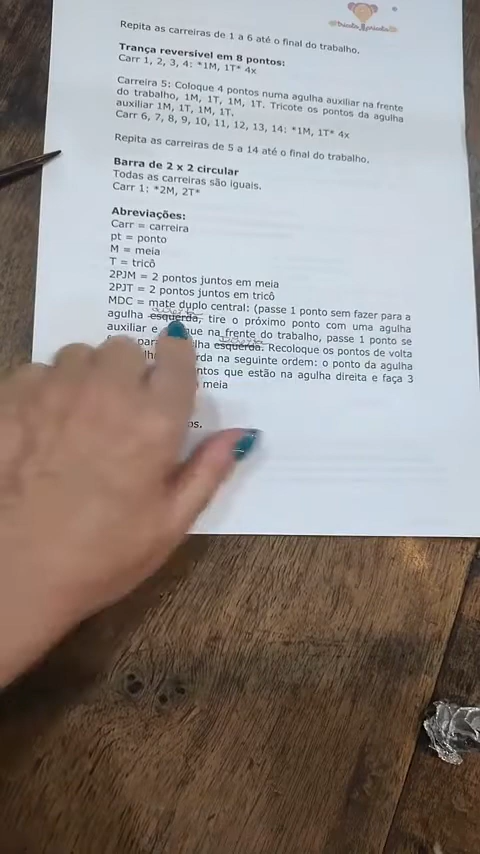 Tricota Aprendiz
Repita as carreiras de 1 a 6 até o final do trabalho.
Trança reversível em 8 pontos:
Carr 1, 2, 3, 4: *1M, 1T* 4x
Carreira 5: Coloque 4 pontos numa agulha auxiliar na frente
do trabalho, 1M, 1T, 1M, 1T. Tricote os pontos da agulha
auxiliar 1M, 1T, 1M, 1T.
Carr 6, 7, 8, 9, 10, 11, 12, 13, 14: *1M, 1T* 4x
Repita as carreiras de 5 a 14 até o final do trabalho.
Barra de 2 x 2 circular
Todas as carreiras são iguais.
Carr 1: *2M, 2T*
Abreviações:
Carr = carreira
pt = ponto
M = meia
T = tricô
2PJM = 2 pontos juntos em meia
2PJT = 2 pontos juntos em tricô
MDC = mate duplo central: (passe 1 ponto sem fazer para a
direita
agulha esquerda, tire o próximo ponto com uma agulha
auxiliar e que na frente do trabalho, passe 1 ponto se
direita
esquerda. Recoloque os pontos de volta
na seguinte ordem: o ponto da agulha
que estão na agulha direita e faça 3
meia